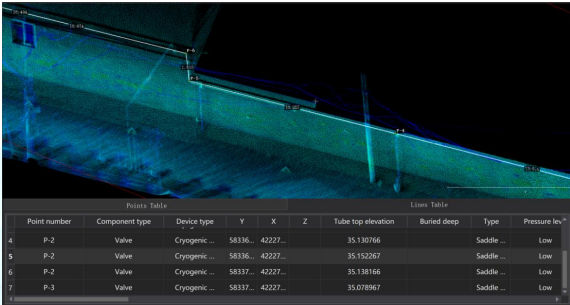 P-6
P-5
P-4
Points Table Lines Table
Point number Component type Device type Y X Z Tube top elevation Buried deep Type Pressure lev
4 P-2 Valve Cryogenic ... 58336... 42227... 35.130766 Saddle ... Low
5 P-2 Valve Cryogenic ... 58336... 42227... 35.152267 Saddle ... Low
6 P-2 Valve Cryogenic ... 58337... 42227... 35.138166 Saddle ... Low
7 P-3 Valve Cryogenic ... 58337... 42227... 35.078967 Saddle ... Low